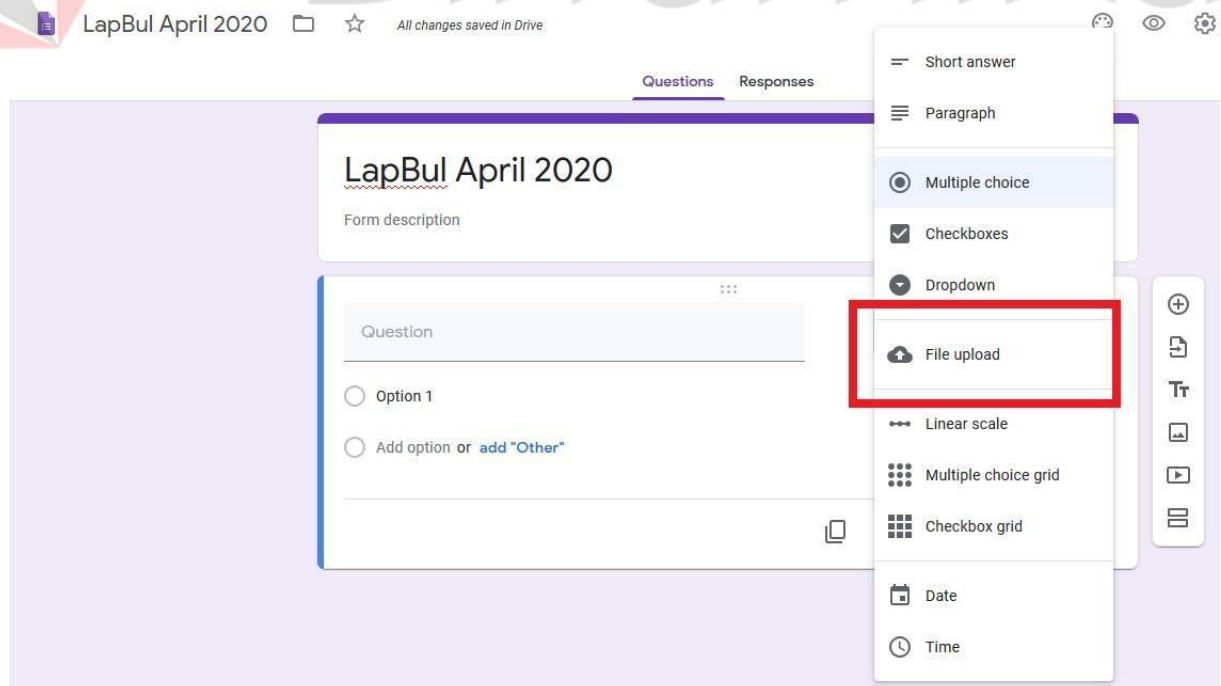 LapBul April 2020 All changes saved in Drive
Questions Responses
LapBul April 2020
Form description
Question
Option 1
Add option or add "Other"
Short answer
Paragraph
Multiple choice
Checkboxes
Dropdown
File upload
Linear scale
Multiple choice grid
Checkbox grid
Date
Time
Tт